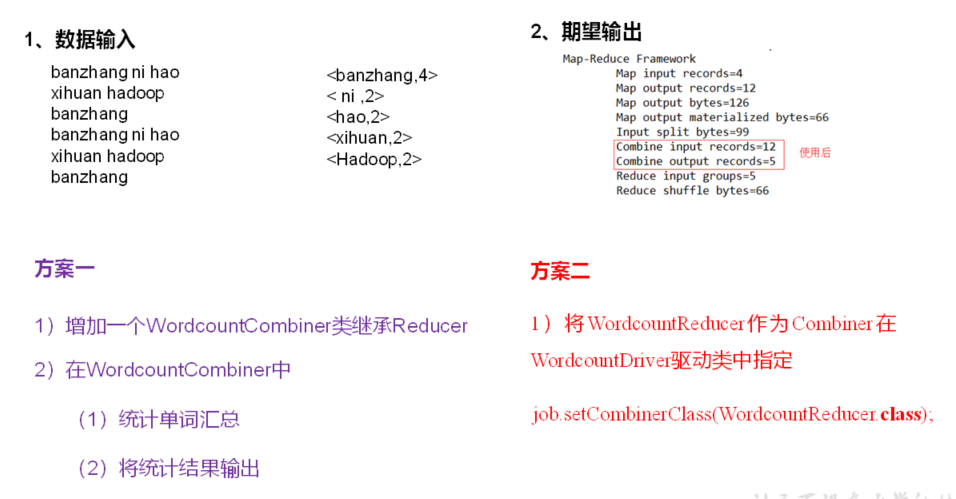 1、数据输入
banzhang ni hao
xihuan hadoop
banzhang
banzhang ni hao
xihuan hadoop
banzhang
<banzhang,4>
< ni ,2>
<hao,2>
<xihuan,2>
<Hadoop,2>
2、期望输出
Map-Reduce Framework
Map input records=4
Map output records=12
Map output bytes=126
Map output materialized bytes=66
Input split bytes=99
Combine input records=12
Combine output records=5
使用后
Reduce input groups=5
Reduce shuffle bytes=66
方案一
1）增加一个WordcountCombiner类继承Reducer
2）在WordcountCombiner中
（1）统计单词汇总
（2）将统计结果输出
方案二
1）将WordcountReducer作为Combiner在
WordcountDriver驱动类中指定
job.setCombinerClass(WordcountReducer.class);